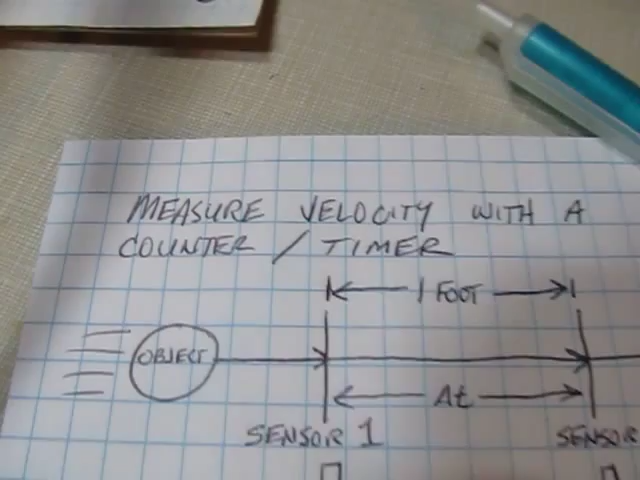 MEASURE VELOCITY WITH A
COUNTER / TIMER
1 FOOT
OBJECT
Δt
SENSOR 1
SENSOR